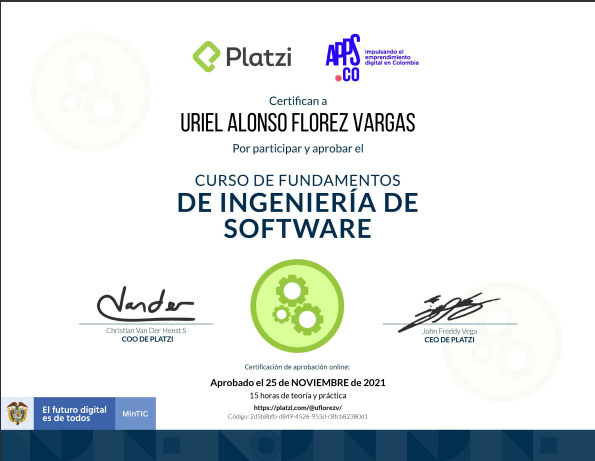 Platzi
APPS
.CO
impulsando el
emprendimiento
digital en Colombia
Certifican a
URIEL ALONSO FLOREZ VARGAS
Por participar y aprobar el
CURSO DE FUNDAMENTOS
DE INGENIERÍA DE
SOFTWARE
Christian Van Der Henst S
COO DE PLATZI
John Freddy Vega
CEO DE PLATZI
Certificación de aprobación online:
Aprobado el 25 de NOVIEMBRE de 2021
15 horas de teoría y práctica
https://platzi.com/@uflorezv/
Código: 2d5b8bfb-d849-4526-953d-c8fcb82380d1
El futuro digital
es de todos
MinTIC